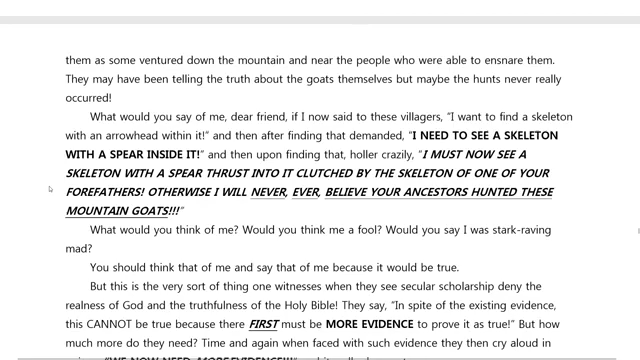 them as some ventured down the mountain and near the people who were able to ensnare them.
They may have been telling the truth about the goats themselves but maybe the hunts never really
occurred!
What would you say of me, dear friend, if I now said to these villagers, “I want to find a skeleton
with an arrowhead within it!” and then after finding that demanded, “I NEED TO SEE A SKELETON
WITH A SPEAR INSIDE IT!” and then upon finding that, holler crazily, “I MUST NOW SEE A
SKELETON WITH A SPEAR THRUST INTO IT CLUTCHED BY THE SKELETON OF ONE OF YOUR
FOREFATHERS! OTHERWISE I WILL NEVER, EVER, BELIEVE YOUR ANCESTORS HUNTED THESE
MOUNTAIN GOATS!!!”
What would you think of me? Would you think me a fool? Would you say I was stark-raving
mad?
You should think that of me and say that of me because it would be true.
But this is the very sort of thing one witnesses when they see secular scholarship deny the
realness of God and the truthfulness of the Holy Bible! They say, “In spite of the existing evidence,
this CANNOT be true because there FIRST must be MORE EVIDENCE to prove it as true!” But how
much more do they need? Time and again when faced with such evidence they then cry aloud in
“WE NOW NEED MORE EVIDENCE!!!”